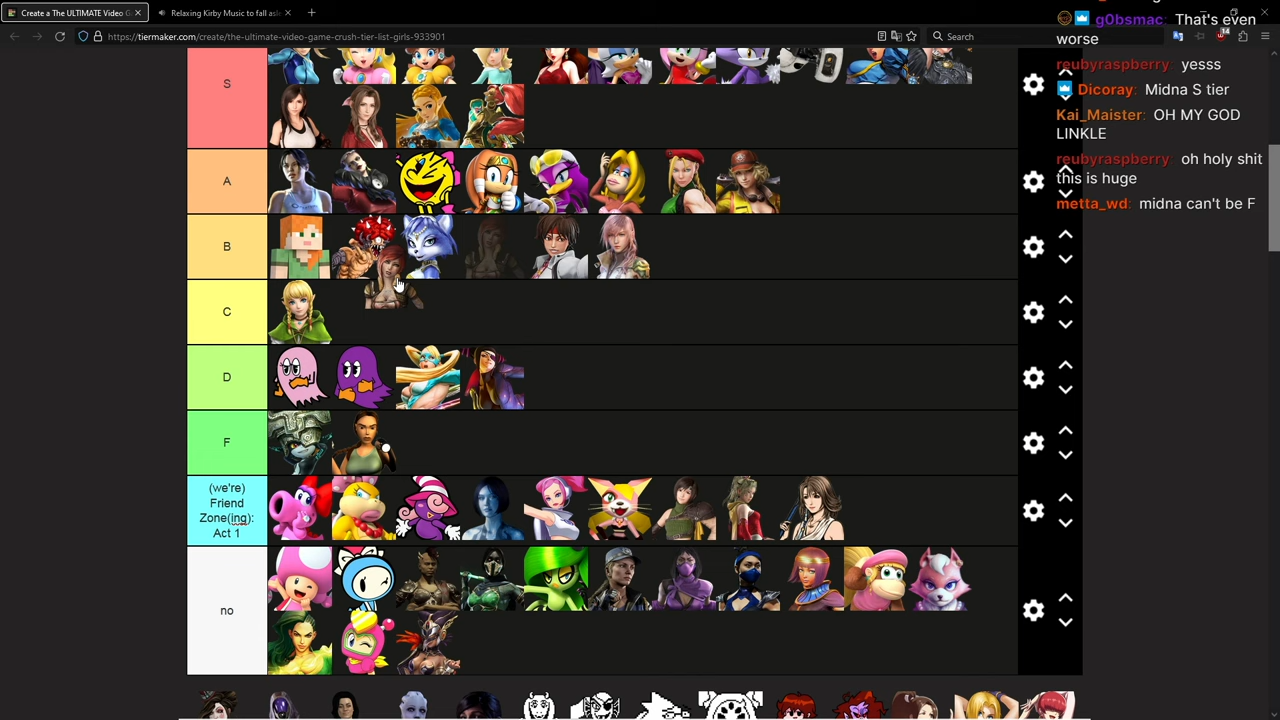 Create a The ULTIMATE Video G
Relaxing Kirby Music to fall asle
https://tiermaker.com/create/the-ultimate-video-game-crush-tier-list-girls-933901
Search
14
g0bsmac: That's even
worse
reubyraspberry: yesss
Dicoray: Midna S tier
Kai_Maister: OH MY GOD
LINKLE
reubyraspberry: oh holy shit
this is huge
metta_wd: midna can't be F
S
A
B
C
D
F
(we're)
Friend
Zone(ing):
Act 1
no